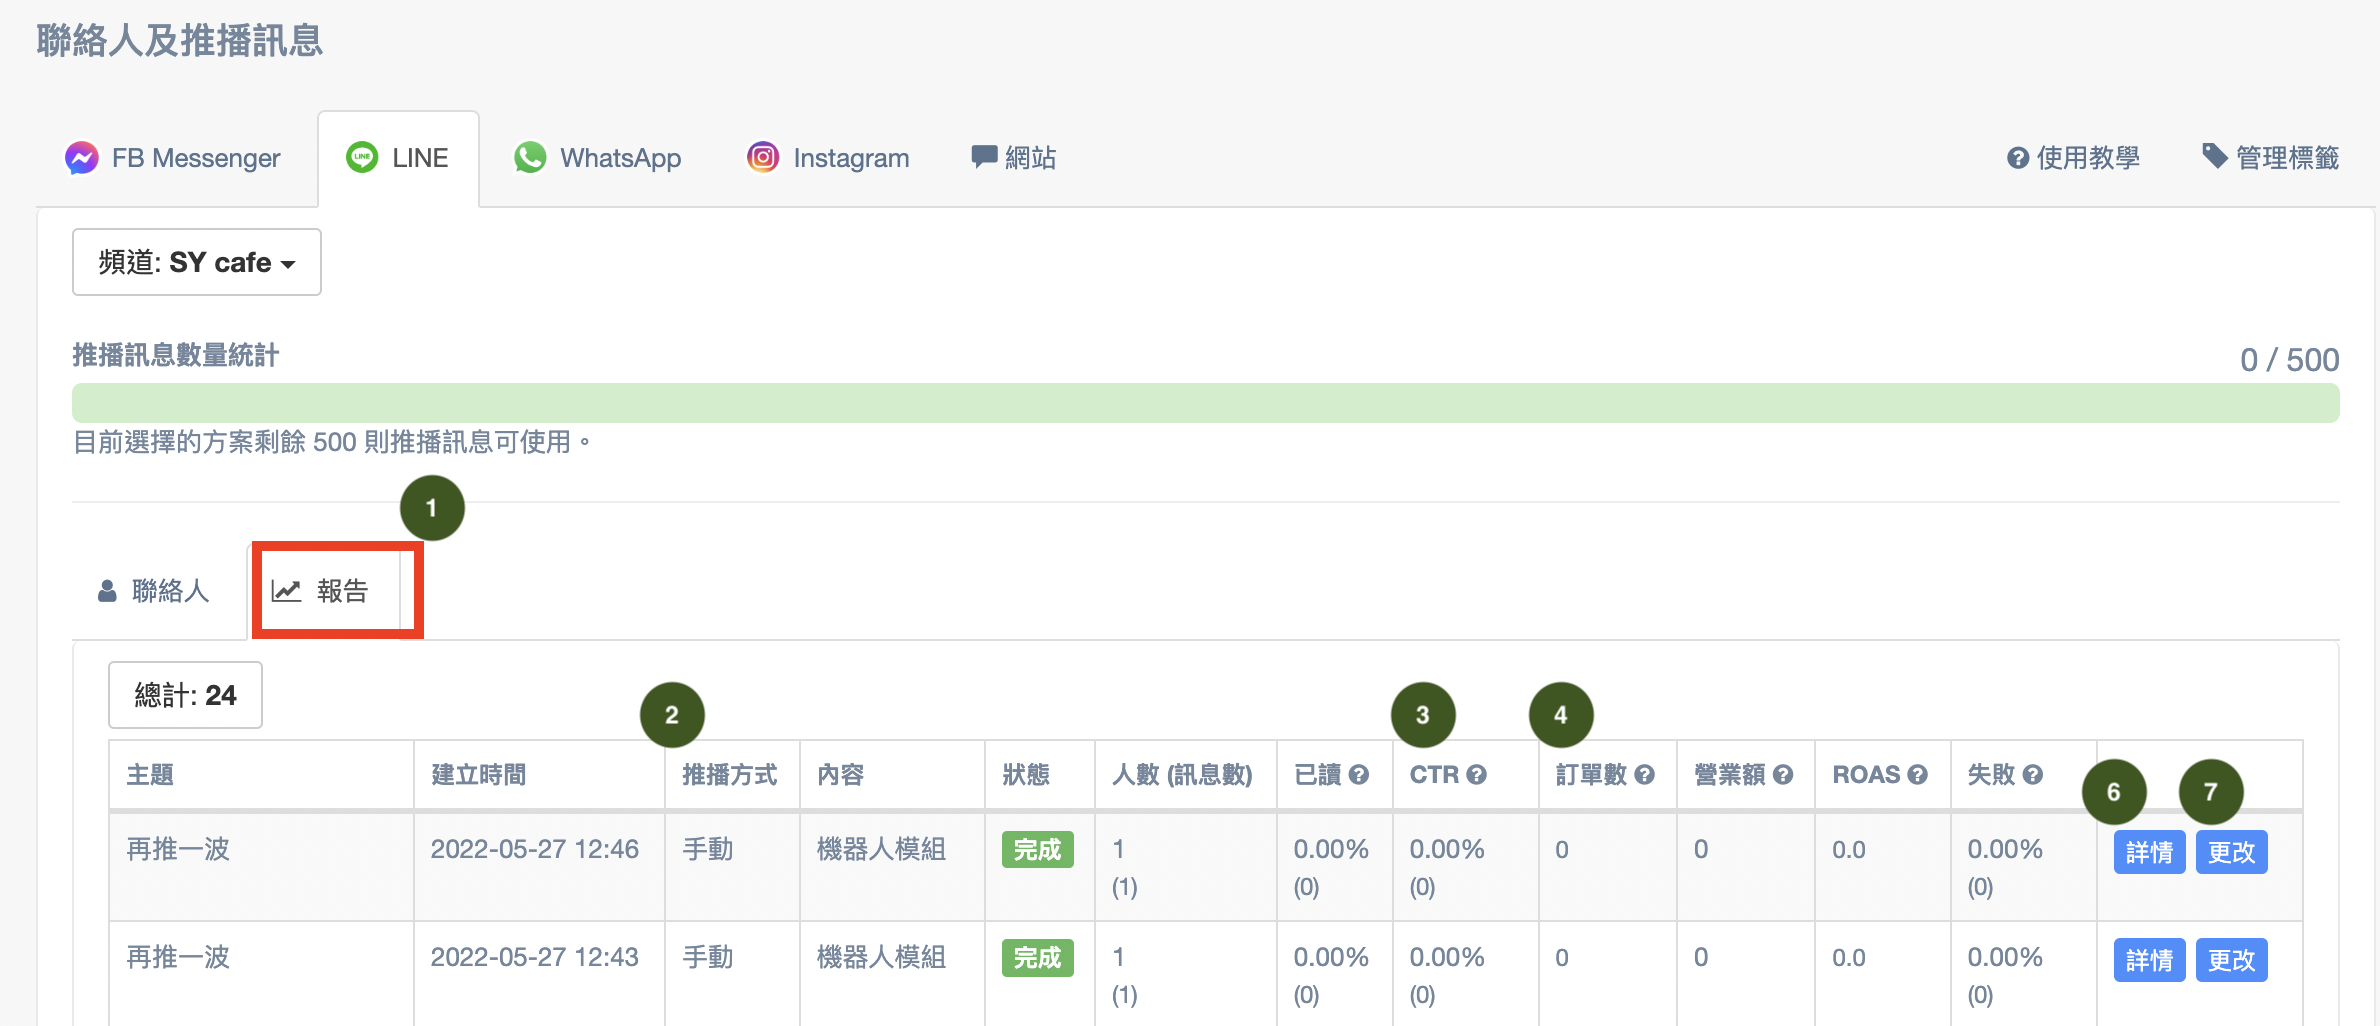 聯絡人及推播訊息
FB Messenger LINE WhatsApp Instagram 網站 使用教學 管理標籤
頻道: SY cafe
推播訊息數量統計 0 / 500
目前選擇的方案剩餘 500 則推播訊息可使用。
1
聯絡人 報告
總計: 24
2 3 4
主題 建立時間 推播方式 內容 狀態 人數 (訊息數) 已讀 CTR 訂單數 營業額 ROAS 失敗
6 7
再推一波 2022-05-27 12:46 手動 機器人模組 完成 1 0.00% 0.00% 0 0 0.0 0.00% 詳情 更改
(1) (0) (0) (0)
再推一波 2022-05-27 12:43 手動 機器人模組 完成 1 0.00% 0.00% 0 0 0.0 0.00% 詳情 更改
(1) (0) (0) (0)